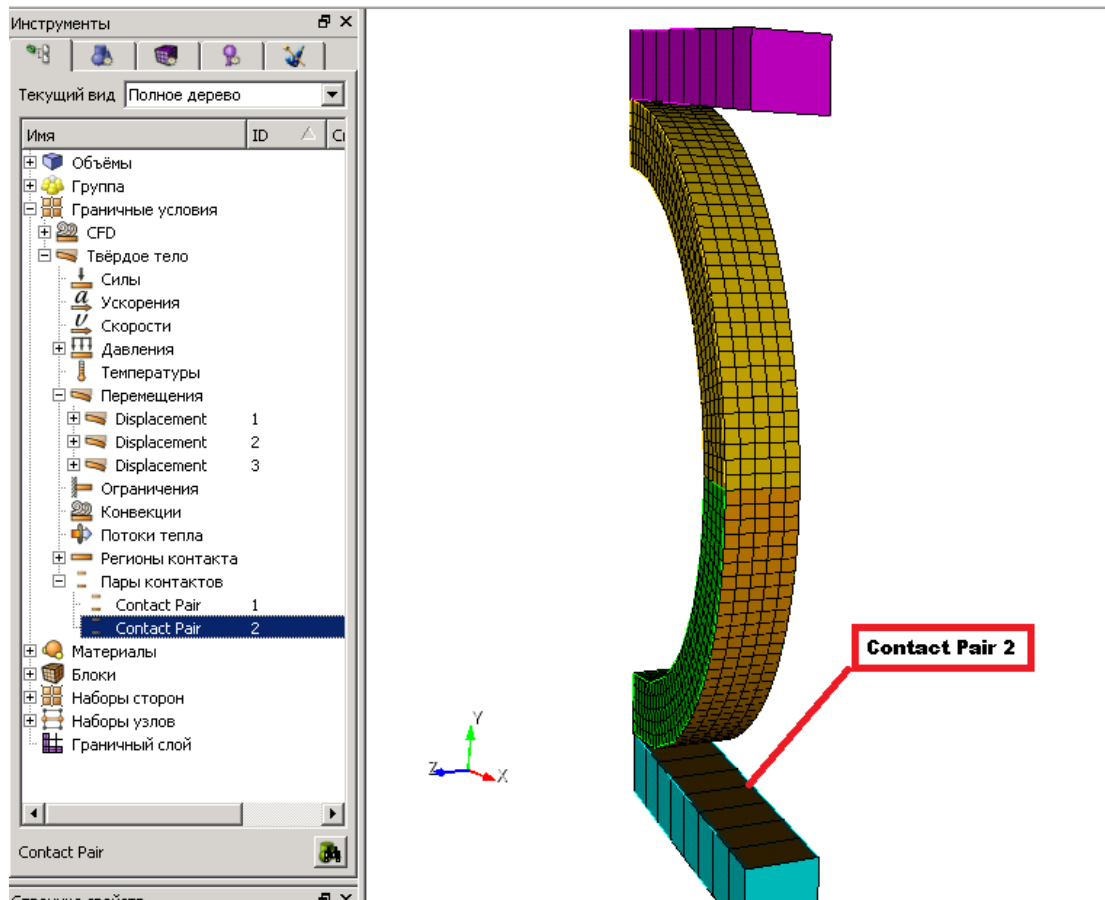 Инструменты
Текущий вид Полное дерево
Имя ID
Объёмы
Группа
Граничные условия
CFD
Твёрдое тело
Силы
Ускорения
Скорости
Давления
Температуры
Перемещения
Displacement 1
Displacement 2
Displacement 3
Ограничения
Конвекции
Потоки тепла
Регионы контакта
Пары контактов
Contact Pair 1
Contact Pair 2
Материалы
Блоки
Наборы сторон
Наборы узлов
Граничный слой
Contact Pair
Contact Pair 2
Y
Z
X